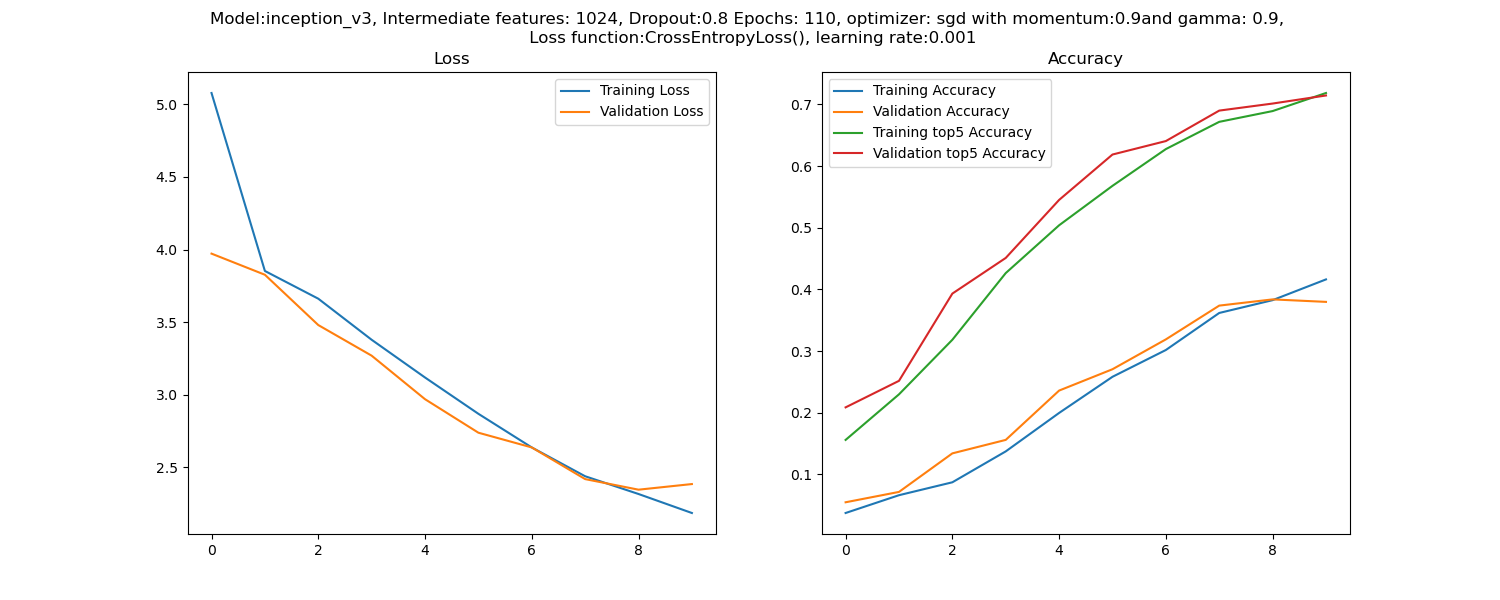 Model:inception_v3, Intermediate features: 1024, Dropout:0.8 Epochs: 110, optimizer: sgd with momentum:0.9and gamma: 0.9,
Loss function:CrossEntropyLoss(), learning rate:0.001
Loss
Training Loss
Validation Loss
5.0
4.5
4.0
3.5
3.0
2.5
0 2 4 6 8
Accuracy
Training Accuracy
Validation Accuracy
Training top5 Accuracy
Validation top5 Accuracy
0.7
0.6
0.5
0.4
0.3
0.2
0.1
0 2 4 6 8